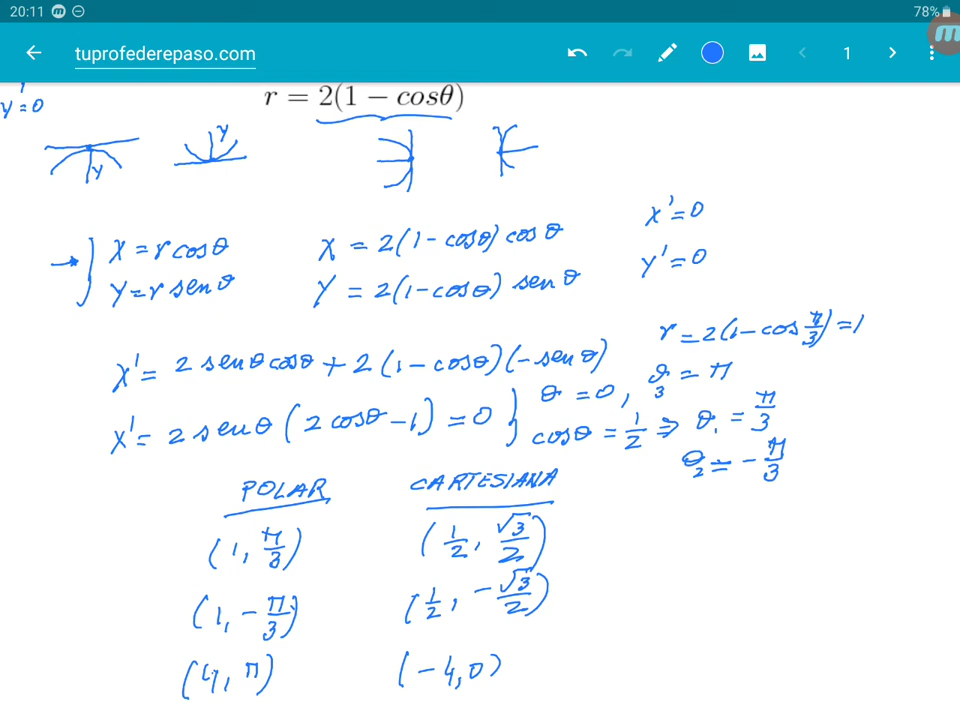 20:11 78%
tuprofederepaso.com 1
y = 0
r = 2(1 − cosθ)
y y
x' = 0
x = r cos θ x = 2(1 - cos θ) cos θ
y' = 0
y = r sen θ y = 2(1 - cos θ) sen θ
r = 2(1 - cos π/3) = 1
x' = 2 sen θ cos θ + 2 (1 - cos θ)(- sen θ)
θ = 0, θ₃ = π
x' = 2 sen θ (2 cos θ - 1) = 0 } cos θ = 1/2 ⇒ θ₁ = π/3
θ₂ = - π/3
POLAR CARTESIANA
(1, π/3) (1/2, √3/2)
(1, - π/3) (1/2, - √3/2)
(4, π) (-4, 0)